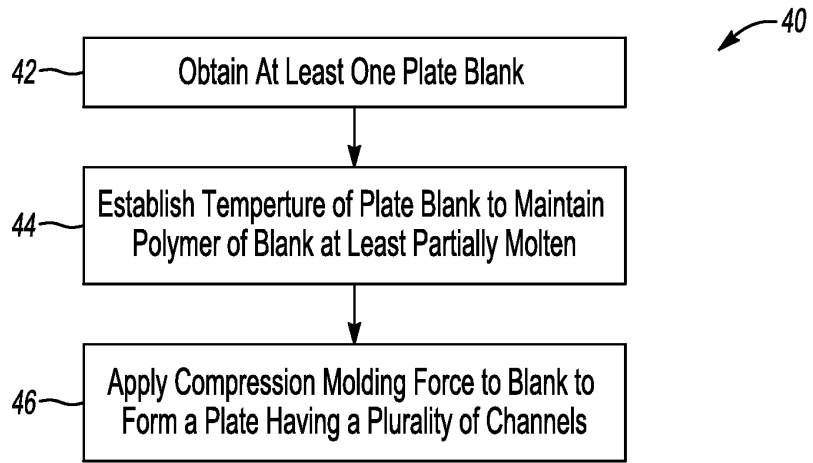 40
42
Obtain At Least One Plate Blank
44
Establish Temperture of Plate Blank to Maintain
Polymer of Blank at Least Partially Molten
46
Apply Compression Molding Force to Blank to
Form a Plate Having a Plurality of Channels